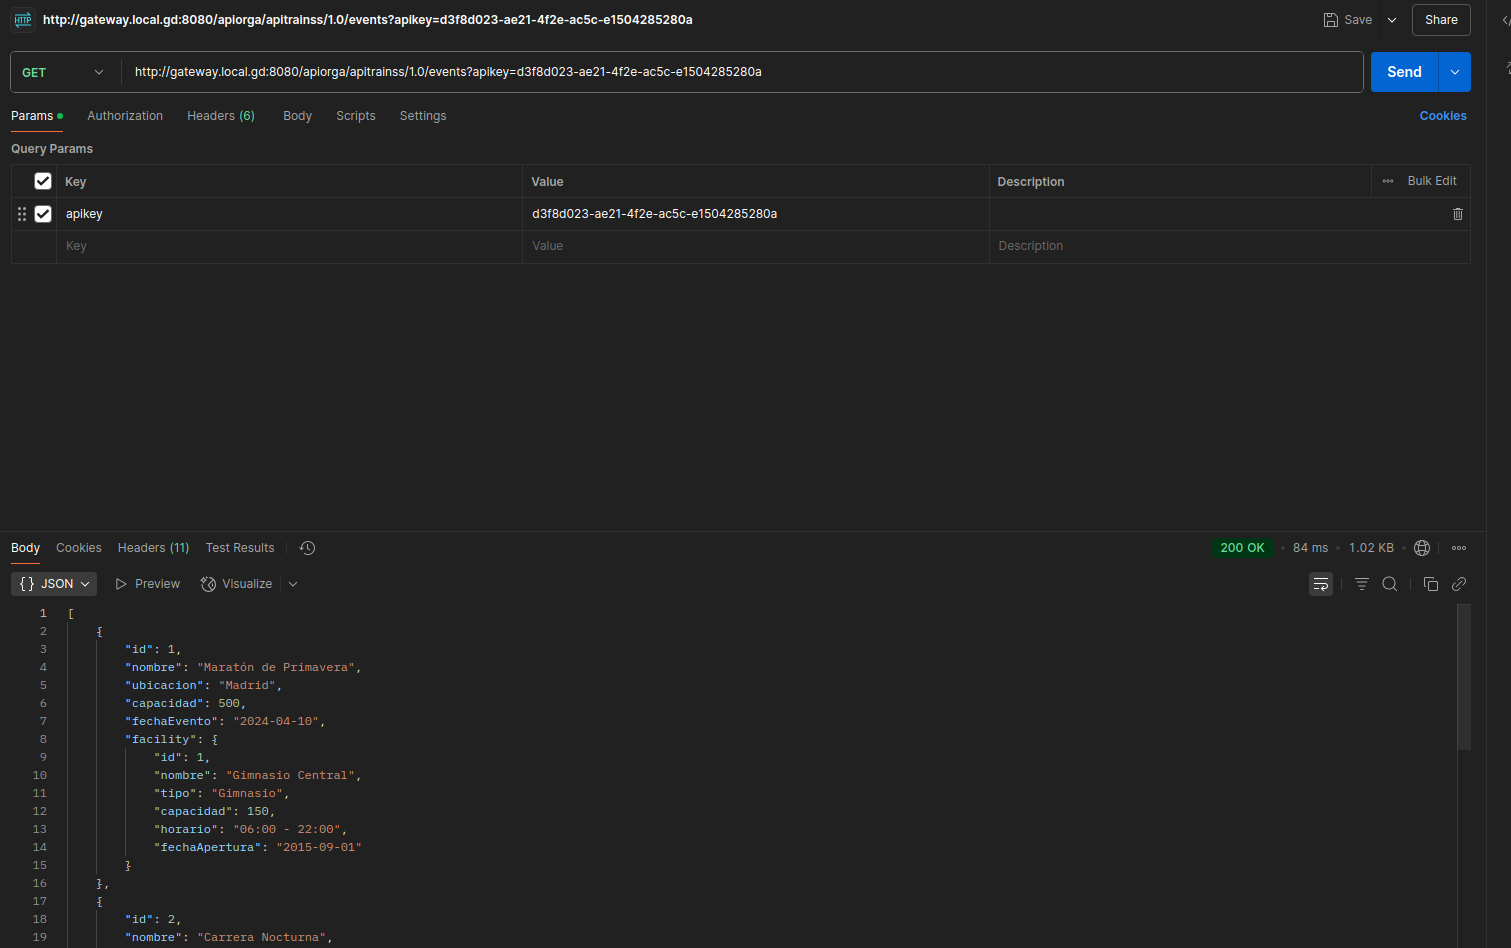 HTTP http://gateway.local.gd:8080/apiorga/apitrainss/1.0/events?apikey=d3f8d023-ae21-4f2e-ac5c-e1504285280a Save Share
GET http://gateway.local.gd:8080/apiorga/apitrainss/1.0/events?apikey=d3f8d023-ae21-4f2e-ac5c-e1504285280a Send
Params Authorization Headers (6) Body Scripts Settings Cookies
Query Params
Key Value Description Bulk Edit
apikey d3f8d023-ae21-4f2e-ac5c-e1504285280a
Key Value Description
Body Cookies Headers (11) Test Results 200 OK 84 ms 1.02 KB
{ } JSON Preview Visualize
1 [
2 {
3 "id": 1,
4 "nombre": "Maratón de Primavera",
5 "ubicacion": "Madrid",
6 "capacidad": 500,
7 "fechaEvento": "2024-04-10",
8 "facility": {
9 "id": 1,
10 "nombre": "Gimnasio Central",
11 "tipo": "Gimnasio",
12 "capacidad": 150,
13 "horario": "06:00 - 22:00",
14 "fechaApertura": "2015-09-01"
15 }
16 },
17 {
18 "id": 2,
19 "nombre": "Carrera Nocturna",